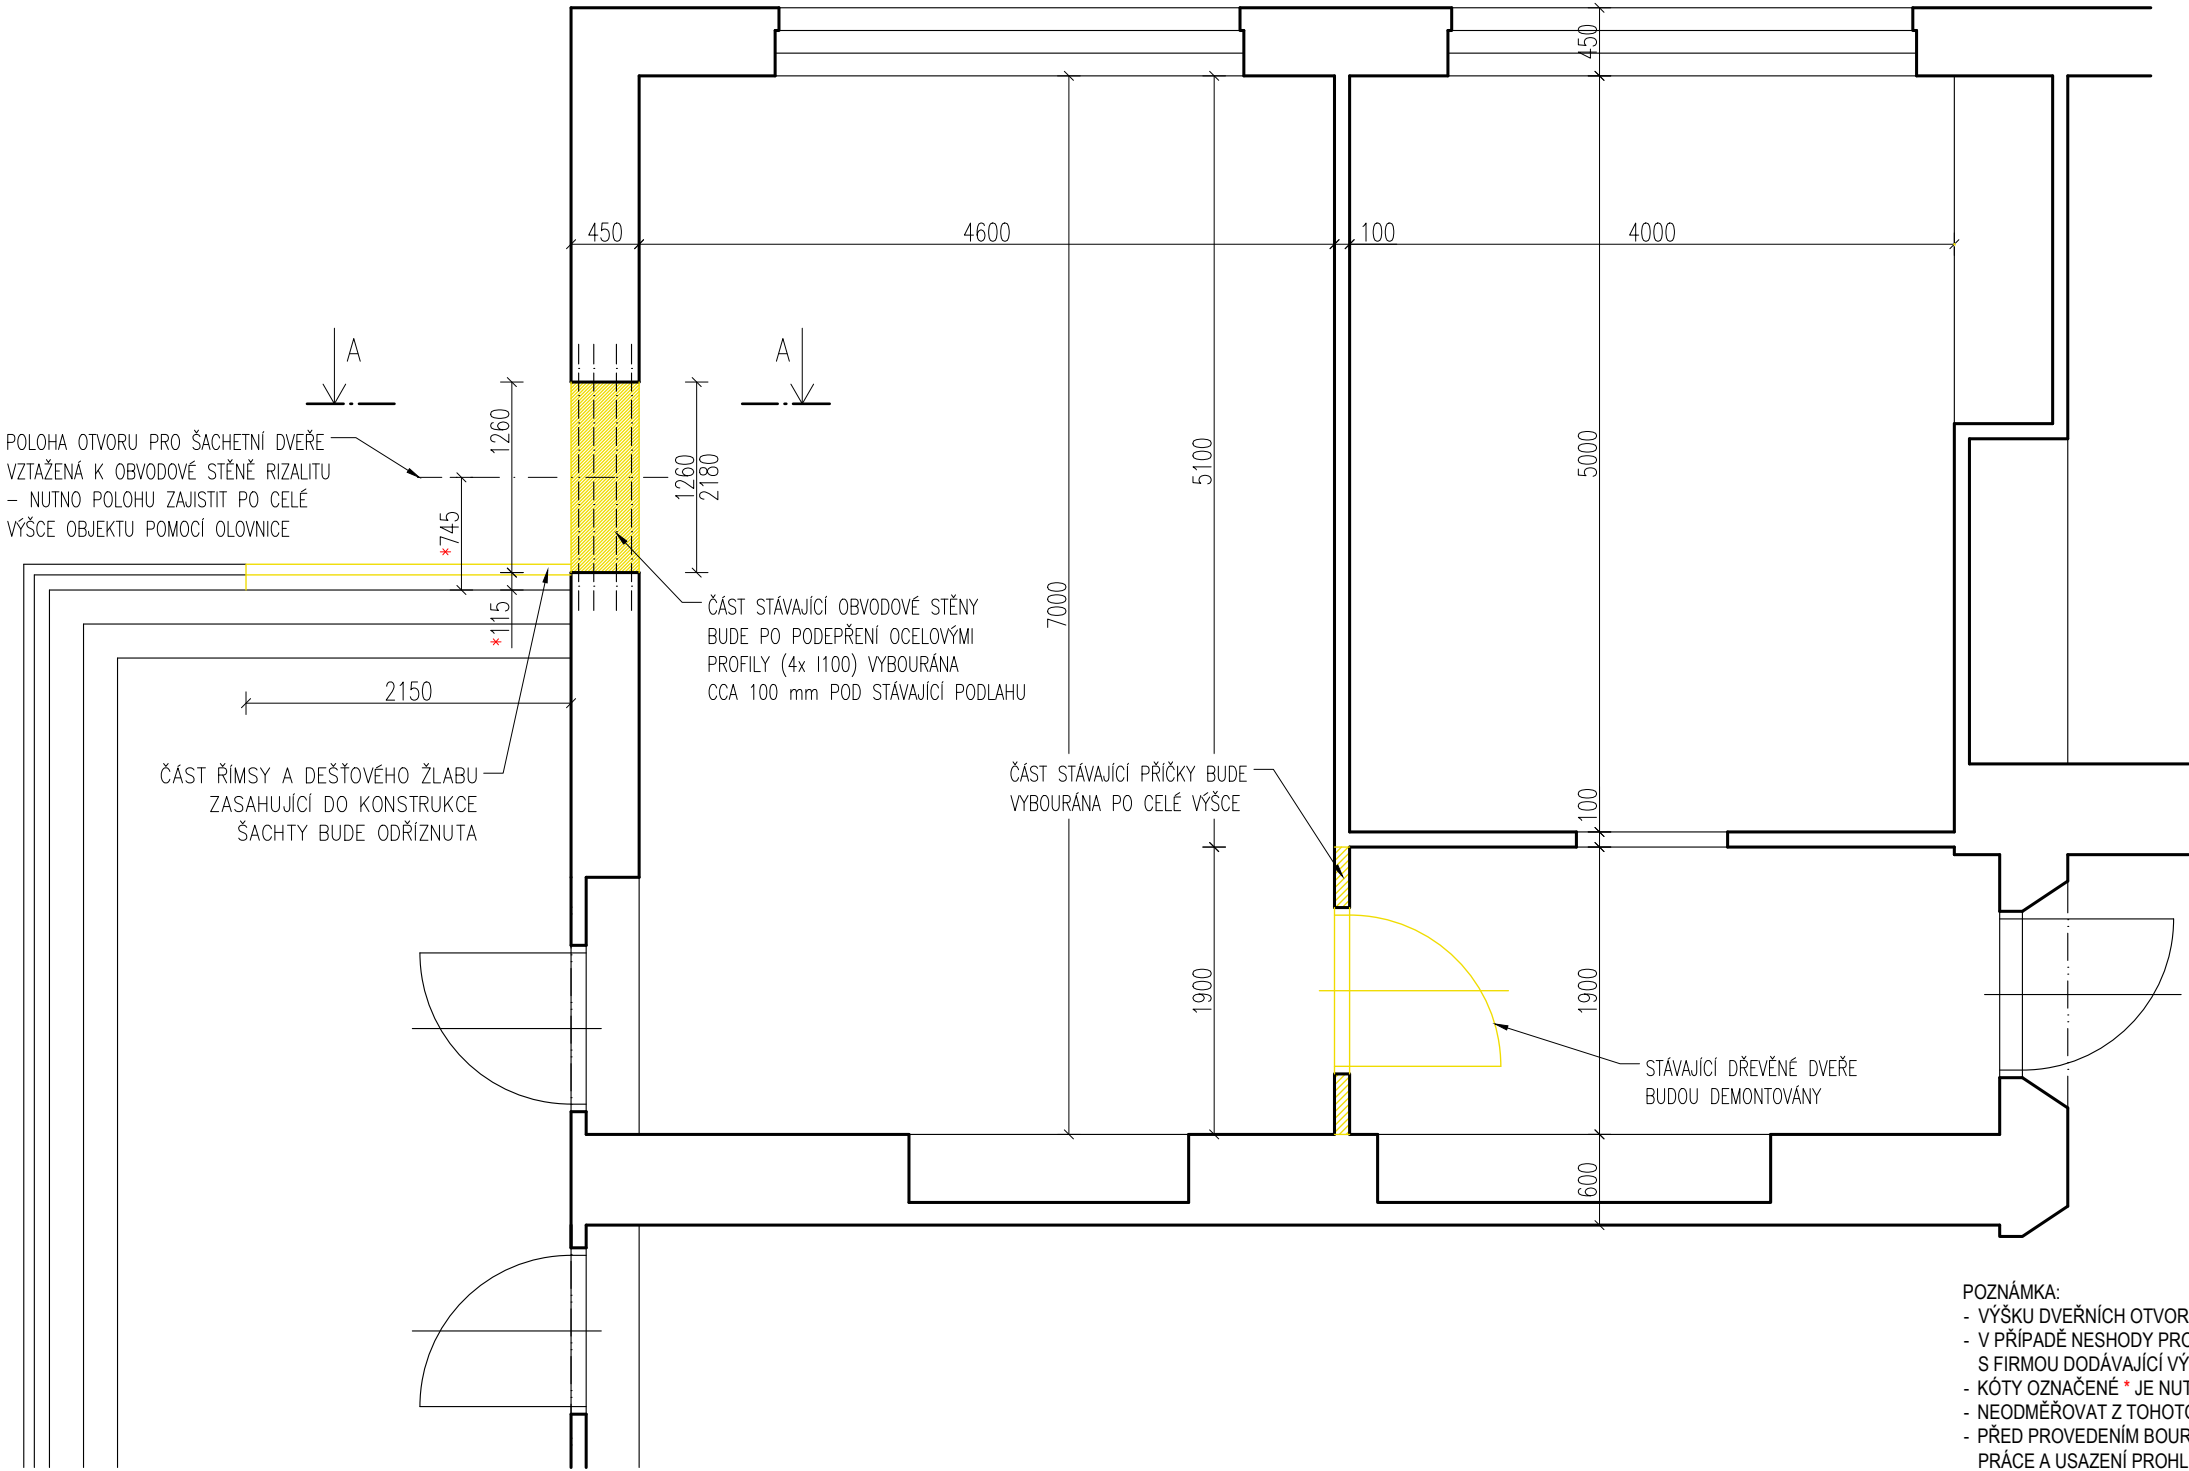 450
450
4600
100
4000
A
A
1260
1260
2180
5100
5000
POLOHA OTVORU PRO ŠACHETNÍ DVEŘE
VZTAŽENÁ K OBVODOVÉ STĚNĚ RIZALITU
– NUTNO POLOHU ZAJISTIT PO CELÉ
VÝŠCE OBJEKTU POMOCÍ OLOVNICE
*745
*115
7000
ČÁST STÁVAJÍCÍ OBVODOVÉ STĚNY
BUDE PO PODEPŘENÍ OCELOVÝMI
PROFILY (4x I100) VYBOURÁNA
CCA 100 mm POD STÁVAJÍCÍ PODLAHU
2150
ČÁST ŘÍMSY A DEŠŤOVÉHO ŽLABU
ZASAHUJÍCÍ DO KONSTRUKCE
ŠACHTY BUDE ODŘÍZNUTA
ČÁST STÁVAJÍCÍ PŘÍČKY BUDE
VYBOURÁNA PO CELÉ VÝŠCE
100
1900
1900
STÁVAJÍCÍ DŘEVĚNÉ DVEŘE
BUDOU DEMONTOVÁNY
600
POZNÁMKA:
- VÝŠKU DVEŘNÍCH OTVOR
- V PŘÍPADĚ NESHODY PRO
S FIRMOU DODÁVAJÍCÍ VÝ
- KÓTY OZNAČENÉ * JE NUT
- NEODMĚŘOVAT Z TOHOTO
- PŘED PROVEDENÍM BOUR
PRÁCE A USAZENÍ PROHL